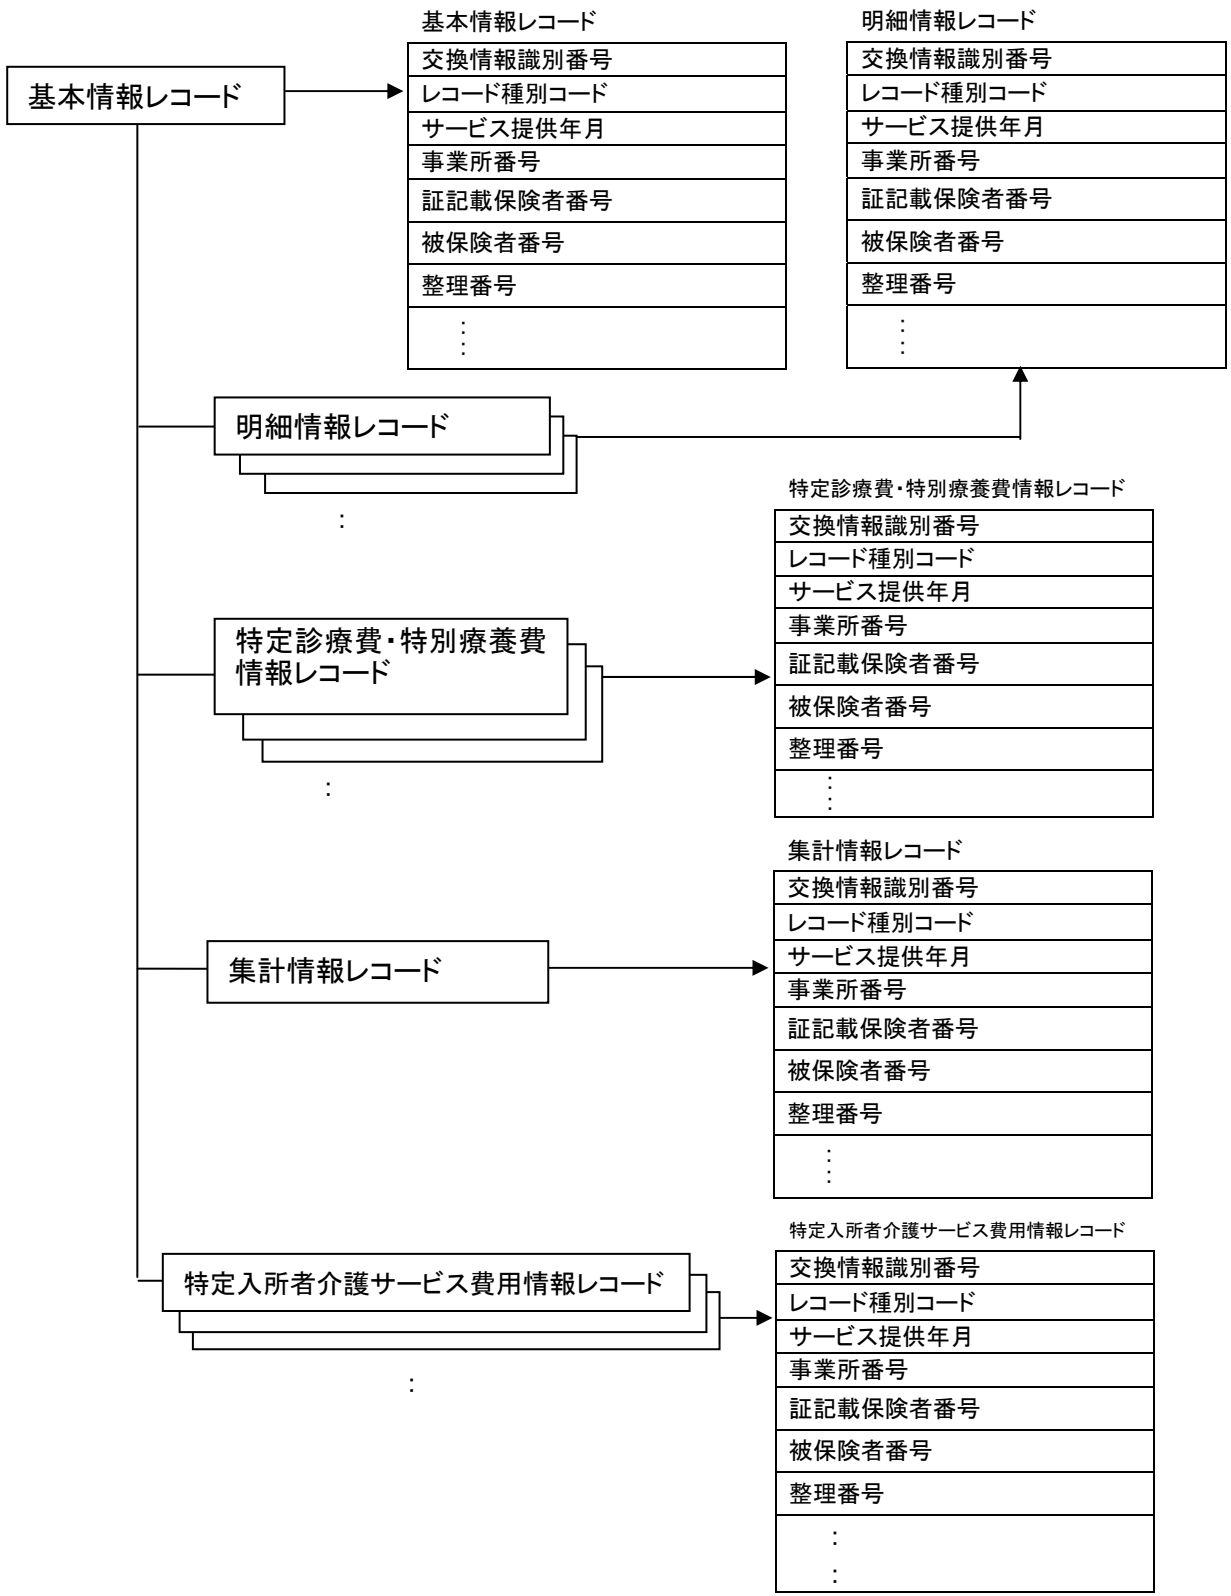 基本情報レコード
基本情報レコード
交換情報識別番号
レコード種別コード
サービス提供年月
事業所番号
証記載保険者番号
被保険者番号
整理番号
：
：
明細情報レコード
交換情報識別番号
レコード種別コード
サービス提供年月
事業所番号
証記載保険者番号
被保険者番号
整理番号
：
：
明細情報レコード
：
特定診療費・特別療養費情報レコード
交換情報識別番号
レコード種別コード
サービス提供年月
事業所番号
証記載保険者番号
被保険者番号
整理番号
：
：
特定診療費・特別療養費
情報レコード
：
集計情報レコード
交換情報識別番号
レコード種別コード
サービス提供年月
事業所番号
証記載保険者番号
被保険者番号
整理番号
：
：
集計情報レコード
特定入所者介護サービス費用情報レコード
交換情報識別番号
レコード種別コード
サービス提供年月
事業所番号
証記載保険者番号
被保険者番号
整理番号
：
：
特定入所者介護サービス費用情報レコード
：